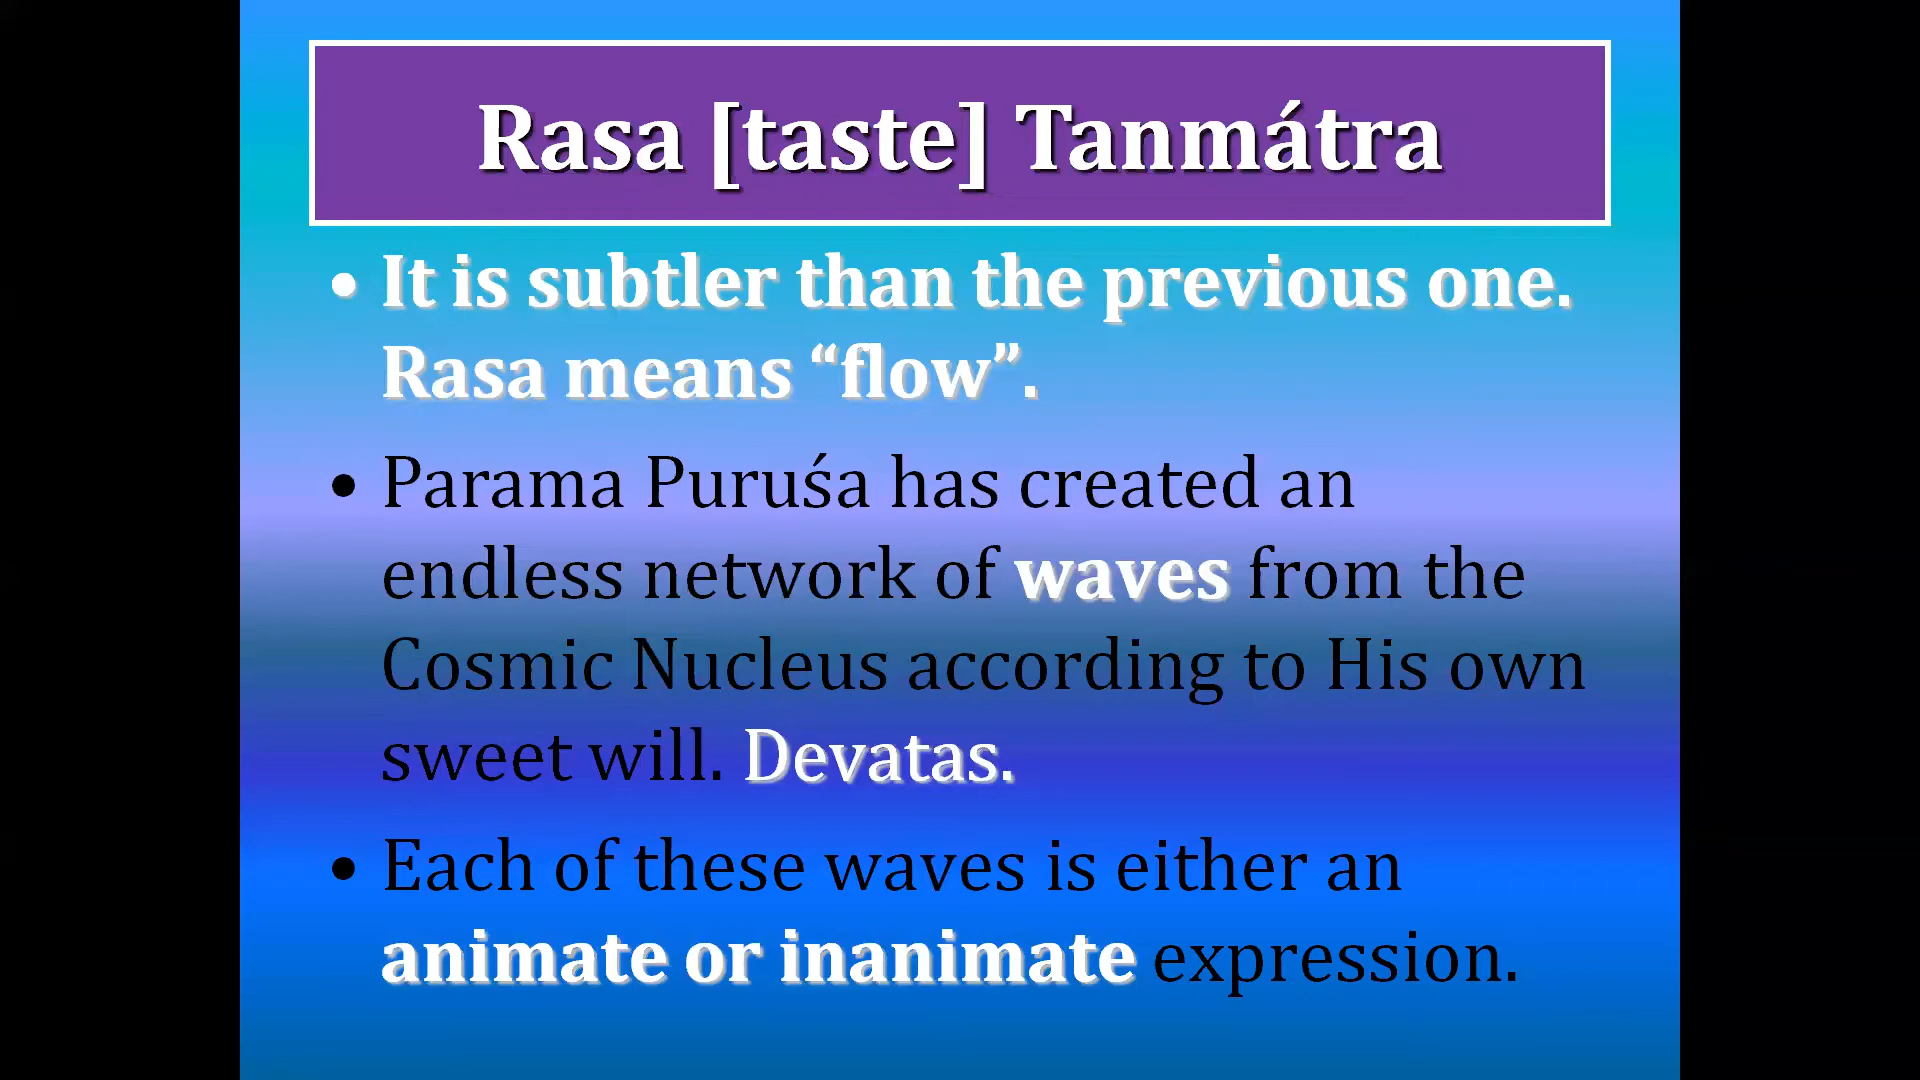 Rasa [taste] Tanmátra
• It is subtler than the previous one.
Rasa means “flow”.
• Parama Puruśa has created an
endless network of waves from the
Cosmic Nucleus according to His own
sweet will. Devatas.
• Each of these waves is either an
animate or inanimate expression.